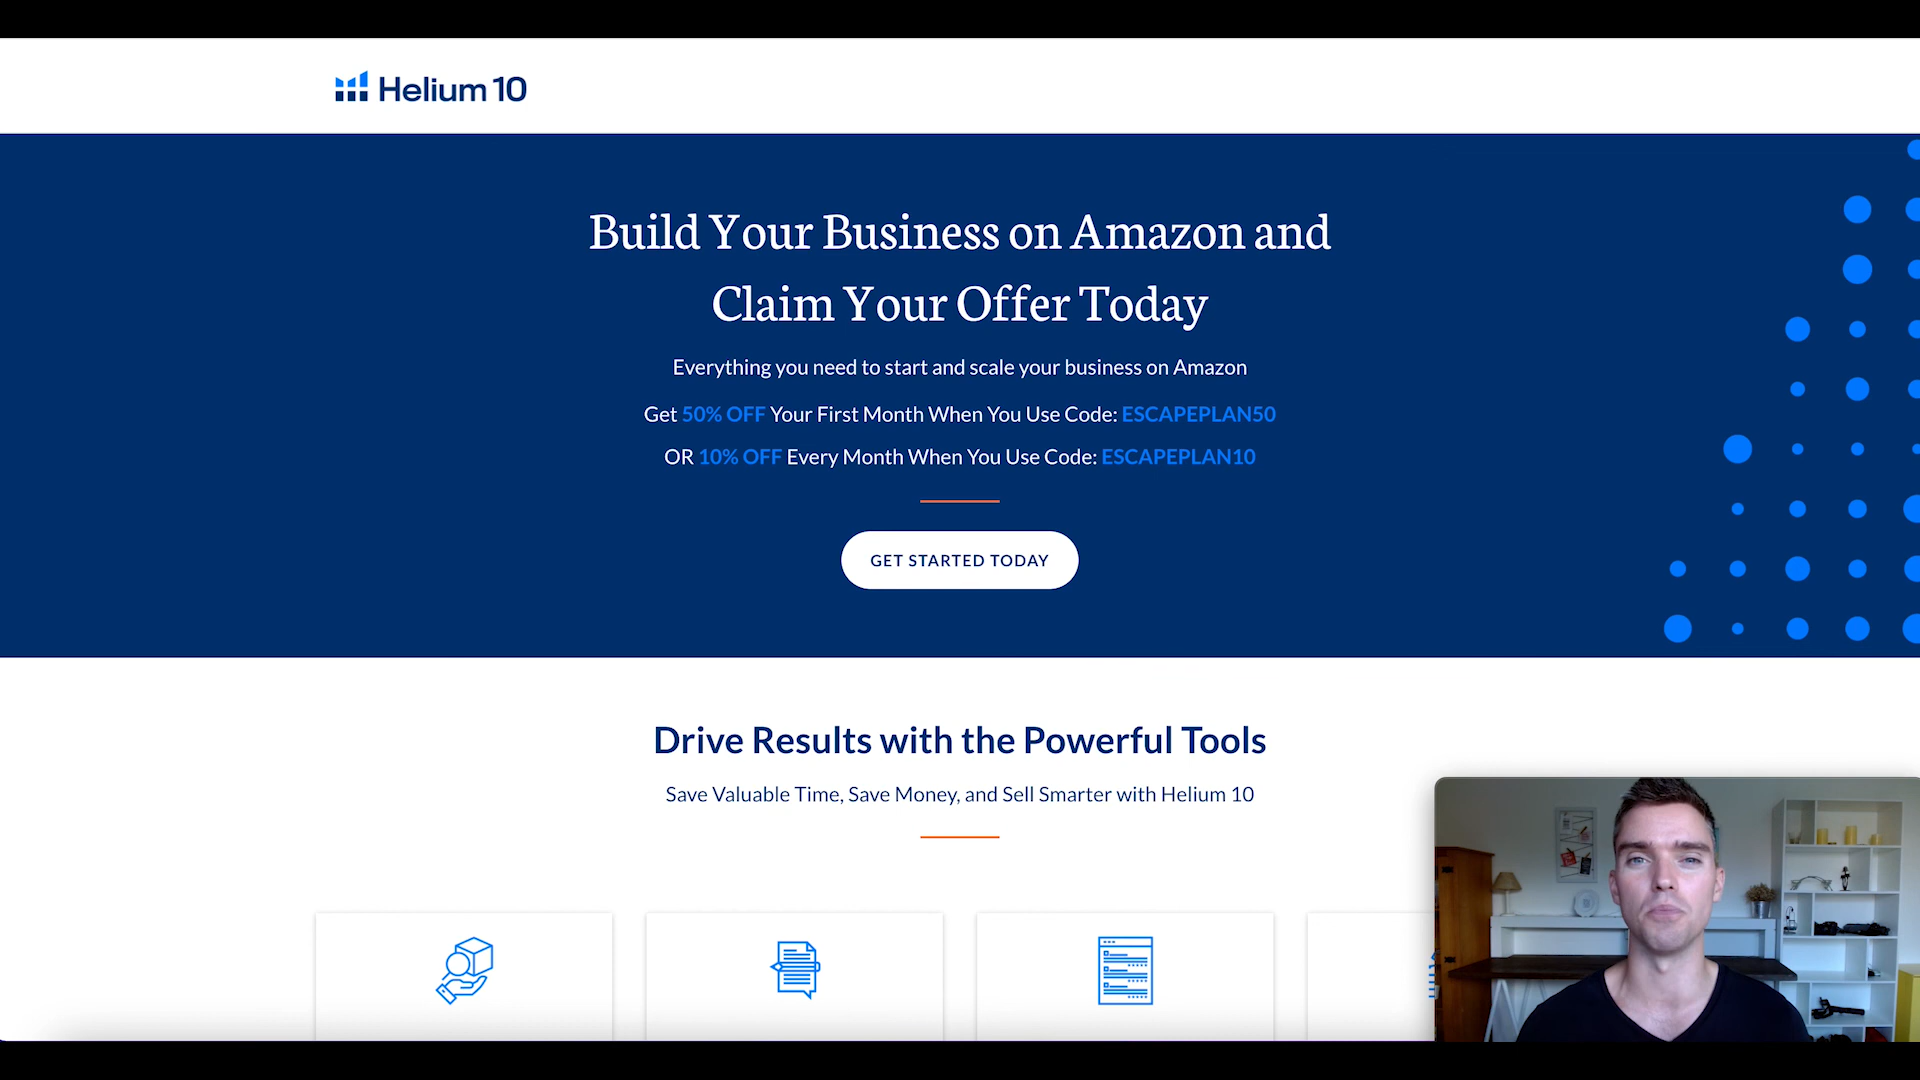 Helium 10
Build Your Business on Amazon and
Claim Your Offer Today
Everything you need to start and scale your business on Amazon
Get 50% OFF Your First Month When You Use Code: ESCAPEPLAN50
OR 10% OFF Every Month When You Use Code: ESCAPEPLAN10
GET STARTED TODAY
Drive Results with the Powerful Tools
Save Valuable Time, Save Money, and Sell Smarter with Helium 10